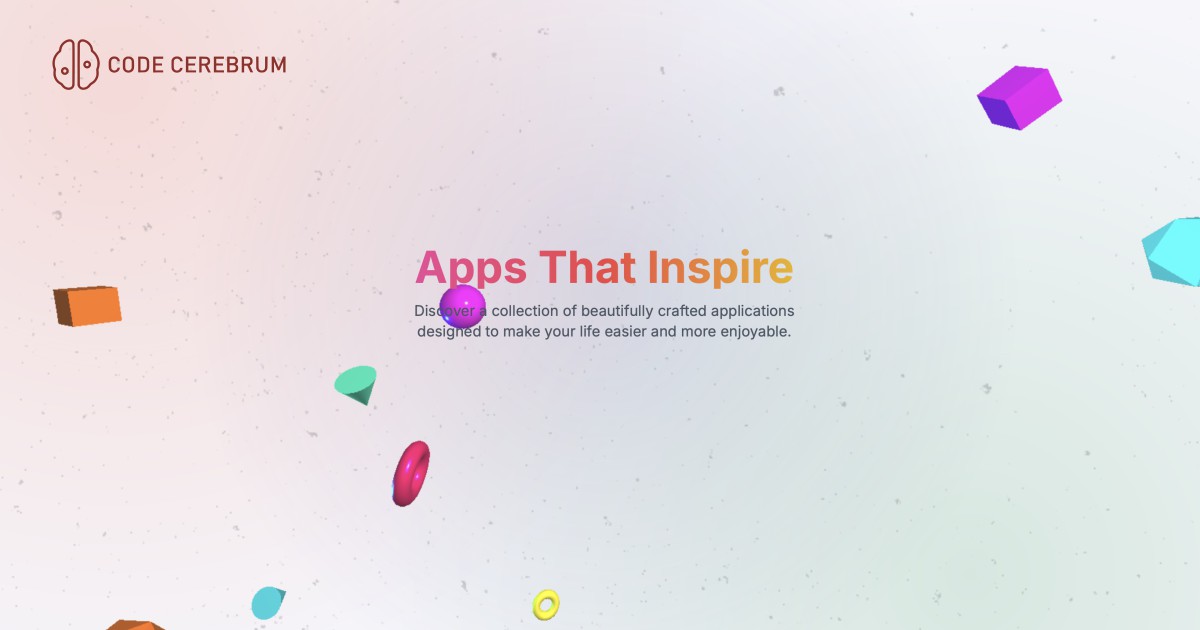 CODE CEREBRUM
Apps That Inspire
Discover a collection of beautifully crafted applications
designed to make your life easier and more enjoyable.